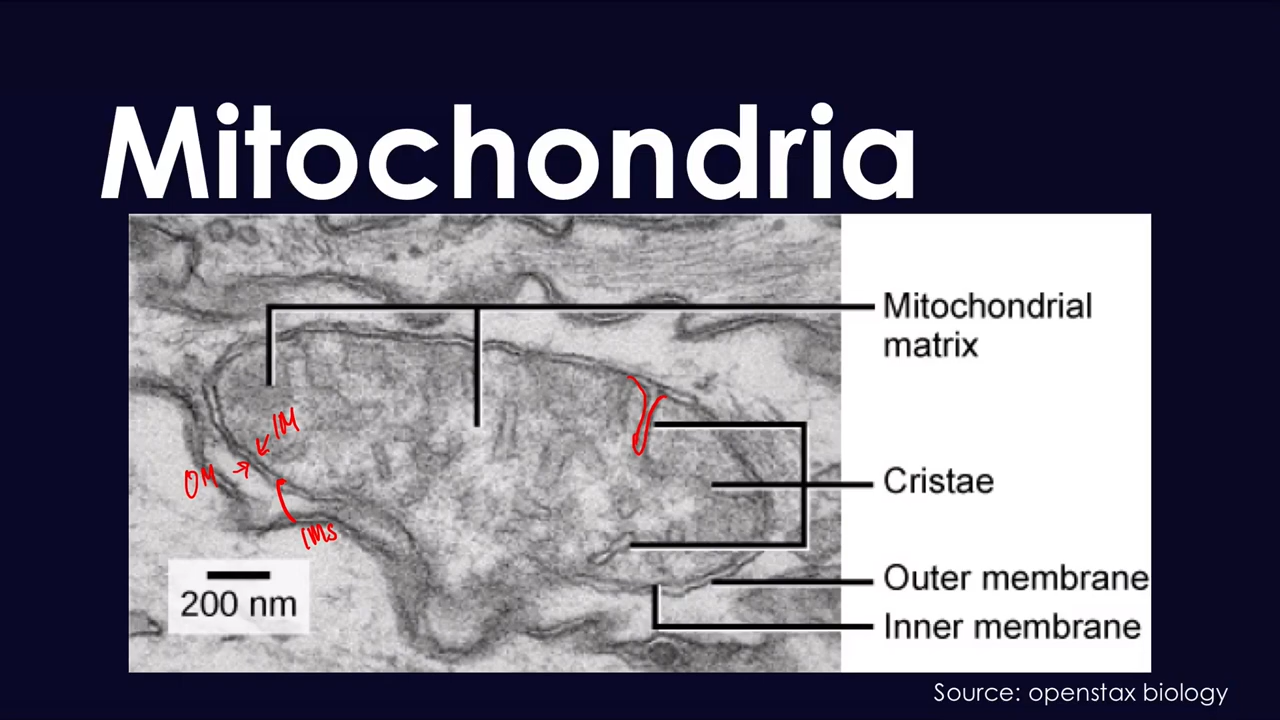 Mitochondria
Mitochondrial
matrix
IM
OM
Cristae
IMs
Outer membrane
200 nm
Inner membrane
Source: openstax biology